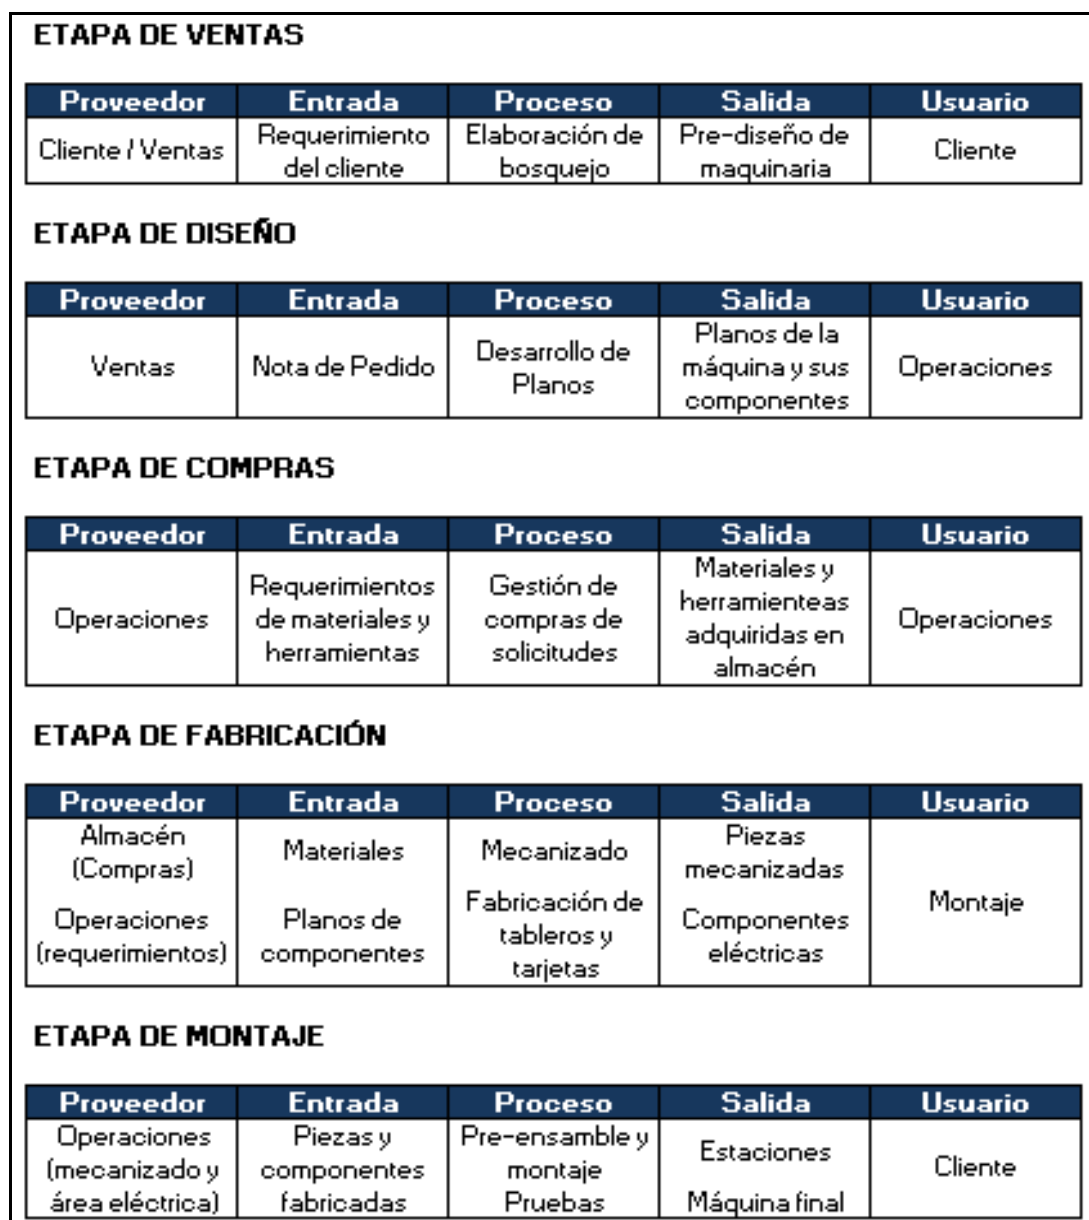 ETAPA DE VENTAS
Proveedor Entrada Proceso Salida Usuario
Cliente / Ventas Requerimiento del cliente Elaboración de bosquejo Pre-diseño de maquinaria Cliente
ETAPA DE DISEÑO
Proveedor Entrada Proceso Salida Usuario
Ventas Nota de Pedido Desarrollo de Planos Planos de la máquina y sus componentes Operaciones
ETAPA DE COMPRAS
Proveedor Entrada Proceso Salida Usuario
Operaciones Requerimientos de materiales y herramientas Gestión de compras de solicitudes Materiales y herramienteas adquiridas en almacén Operaciones
ETAPA DE FABRICACIÓN
Proveedor Entrada Proceso Salida Usuario
Almacén (Compras) Materiales Mecanizado Piezas mecanizadas Montaje
Operaciones (requerimientos) Planos de componentes Fabricación de tableros y tarjetas Componentes eléctricas
ETAPA DE MONTAJE
Proveedor Entrada Proceso Salida Usuario
Operaciones (mecanizado y área eléctrica) Piezas y componentes fabricadas Pre-ensamble y montaje Pruebas Estaciones Máquina final Cliente